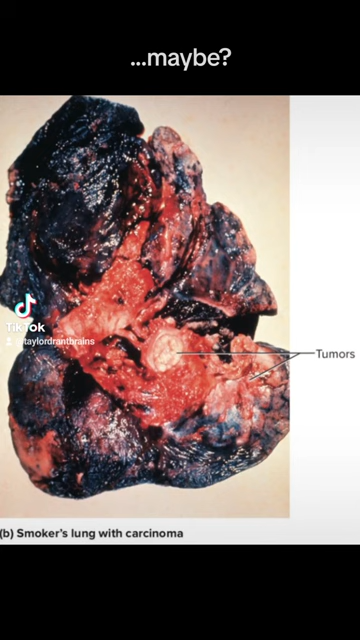 ...maybe?
TikTok
@taylordrantbrains
Tumors
(b) Smoker's lung with carcinoma